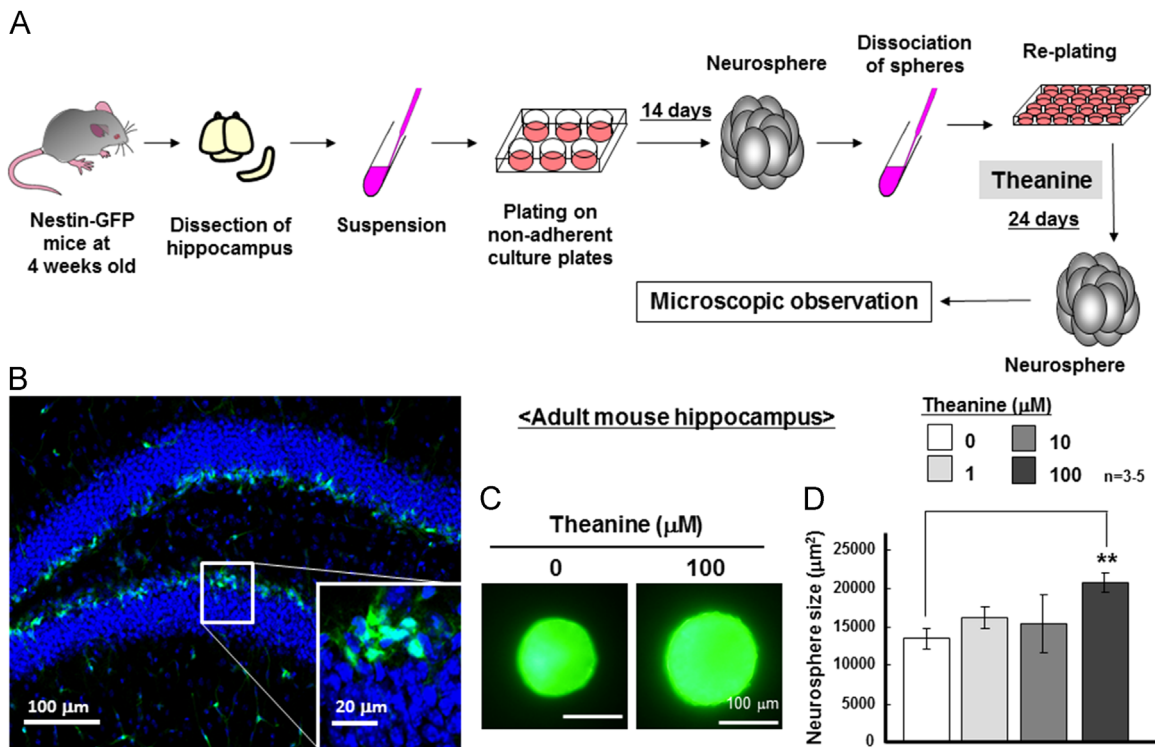 A
Nestin-GFP
mice at
4 weeks old
Dissection of
hippocampus
Suspension
Plating on
non-adherent
culture plates
14 days
Neurosphere
Dissociation
of spheres
Re-plating
Theanine
24 days
Neurosphere
Microscopic observation
B
100 μm
20 μm
<Adult mouse hippocampus>
C
Theanine (μM)
0
100
100 μm
Theanine (μM)
0
10
1
100
n=3-5
D
Neurosphere size (μm²)
25000
20000
15000
10000
5000
0
**